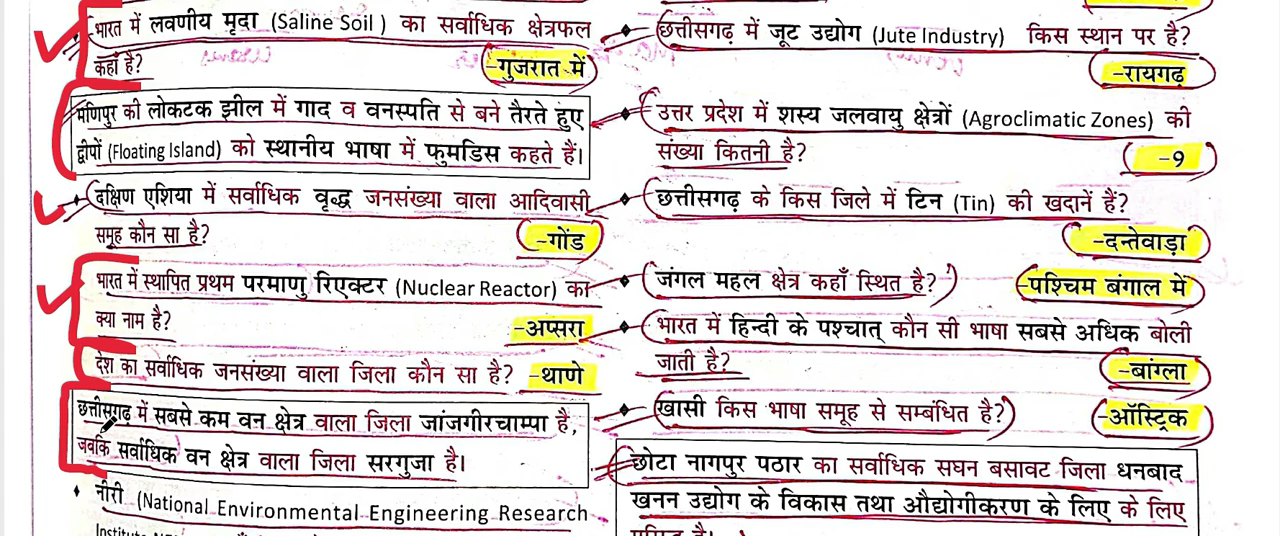 भारत में लवणीय मृदा (Saline Soil) का सर्वाधिक क्षेत्रफल
कहाँ है? -गुजरात में
मणिपुर की लोकटक झील में गाद व वनस्पति से बने तैरते हुए
द्वीपों (Floating Island) को स्थानीय भाषा में फुमडिस कहते हैं।
दक्षिण एशिया में सर्वाधिक वृद्ध जनसंख्या वाला आदिवासी
समूह कौन सा है? -गोंड
भारत में स्थापित प्रथम परमाणु रिएक्टर (Nuclear Reactor) का
क्या नाम है? -अप्सरा
देश का सर्वाधिक जनसंख्या वाला जिला कौन सा है? -थाणे
छत्तीसगढ़ में सबसे कम वन क्षेत्र वाला जिला जांजगीरचाम्पा है,
जबकि सर्वाधिक वन क्षेत्र वाला जिला सरगुजा है।
♦ नीरी (National Environmental Engineering Research
♦ छत्तीसगढ़ में जूट उद्योग (Jute Industry) किस स्थान पर है?
-रायगढ़
♦ उत्तर प्रदेश में शस्य जलवायु क्षेत्रों (Agroclimatic Zones) की
संख्या कितनी है? -9
♦ छत्तीसगढ़ के किस जिले में टिन (Tin) की खदानें हैं?
-दन्तेवाड़ा
♦ जंगल महल क्षेत्र कहाँ स्थित है? -पश्चिम बंगाल में
♦ भारत में हिन्दी के पश्चात् कौन सी भाषा सबसे अधिक बोली
जाती है? -बांग्ला
♦ खासी किस भाषा समूह से सम्बंधित है? -ऑस्ट्रिक
छोटा नागपुर पठार का सर्वाधिक सघन बसावट जिला धनबाद
खनन उद्योग के विकास तथा औद्योगीकरण के लिए के लिए